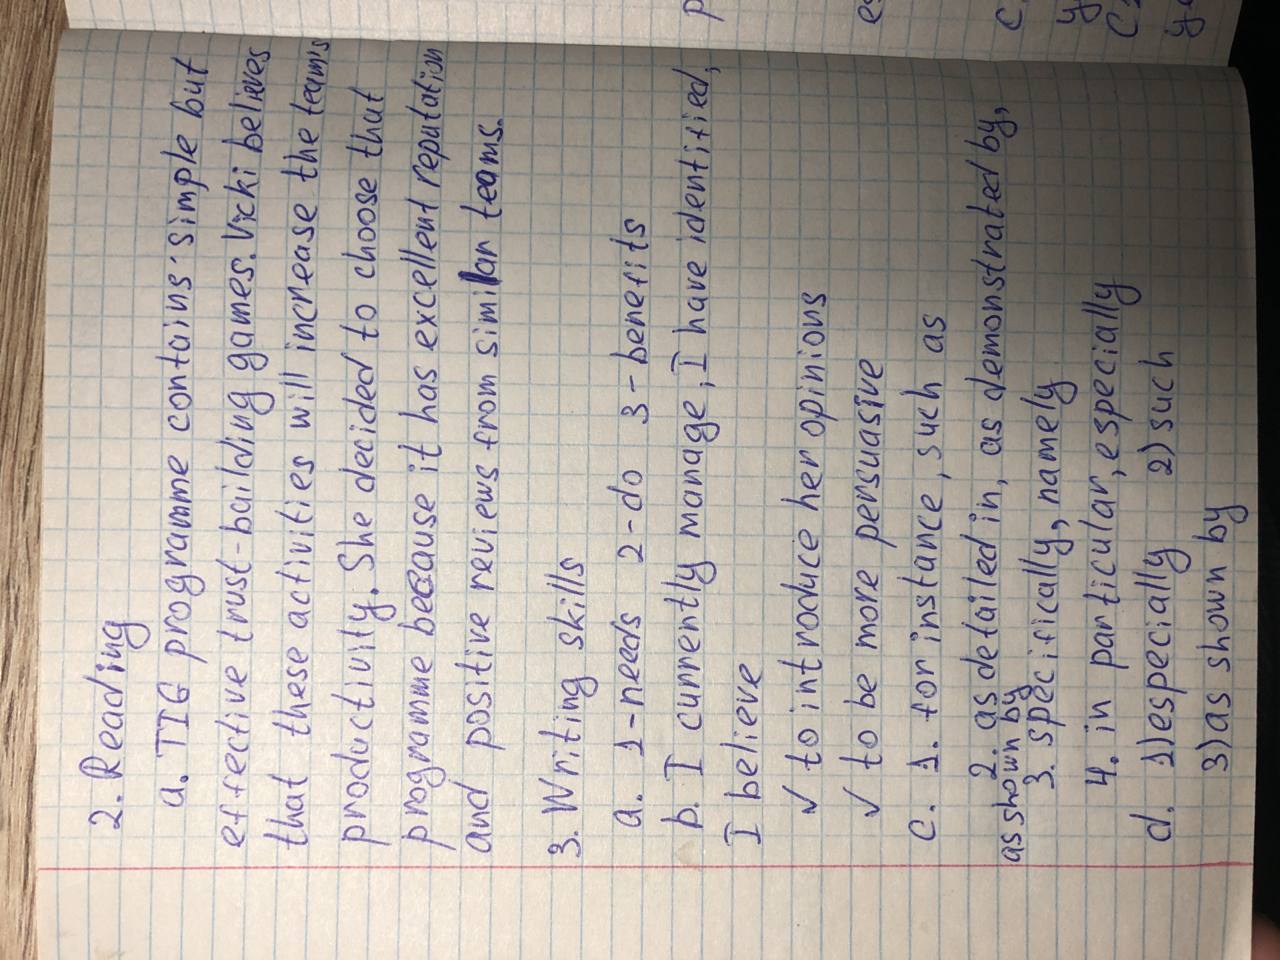 2. Reading
a. TIG programme contains simple but
effective trust-building games. Vicki believes
that these activities will increase the teams
productivity. She decided to choose that
programme because it has excellent reputation
and positive reviews from similar teams.
3. Writing skills
a. 1-needs 2-do 3-benefits
b. I currently manage, I have identified,
I believe
✓ to introduce her opinions
✓ to be more persuasive
c. 1. for instance, such as
2. as detailed in, as demonstrated by,
as shown by
3. specifically, namely
4. in particular, especially
d. 1) especially 2) such
3) as shown by